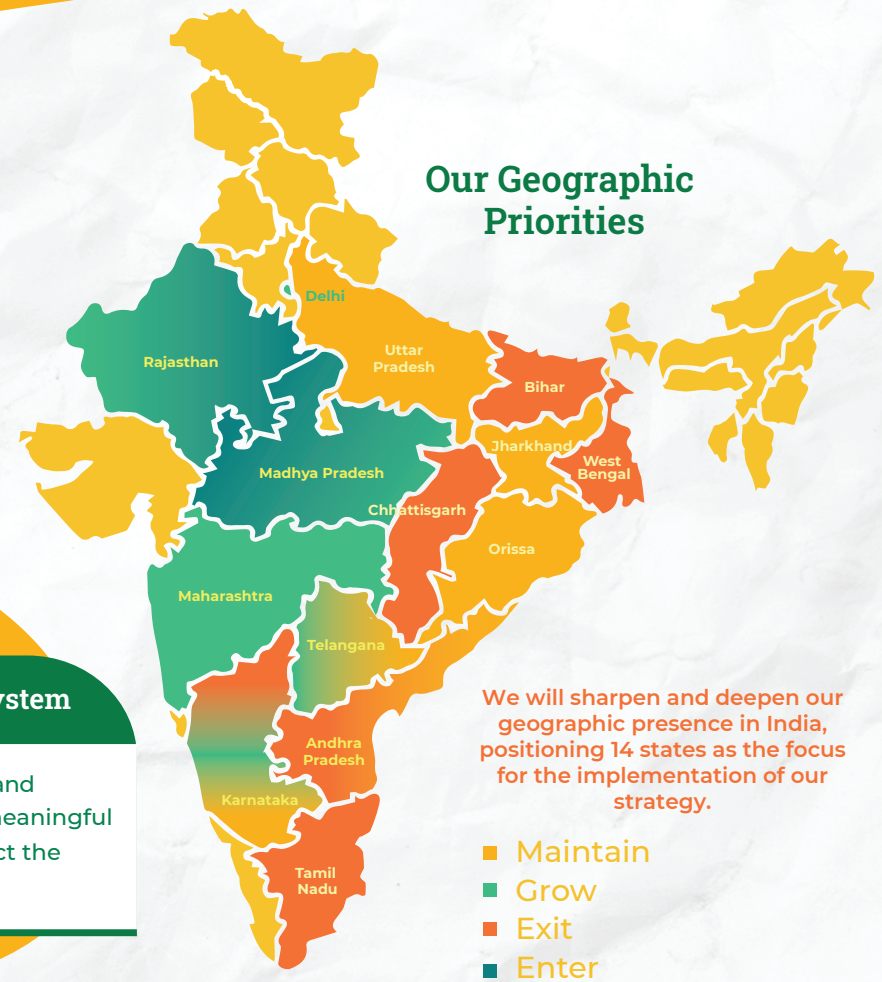 Our Geographic
Priorities
Delhi
Rajasthan
Uttar
Pradesh
Bihar
Jharkhand
West
Bengal
Madhya Pradesh
Chhattisgarh
Orissa
Maharashtra
Telangana
ystem
We will sharpen and deepen our
geographic presence in India,
positioning 14 states as the focus
for the implementation of our
strategy.
Andhra
Pradesh
and
neaningful
ct the
Karnataka
Tamil
Nadu
Maintain
Grow
Exit
Enter